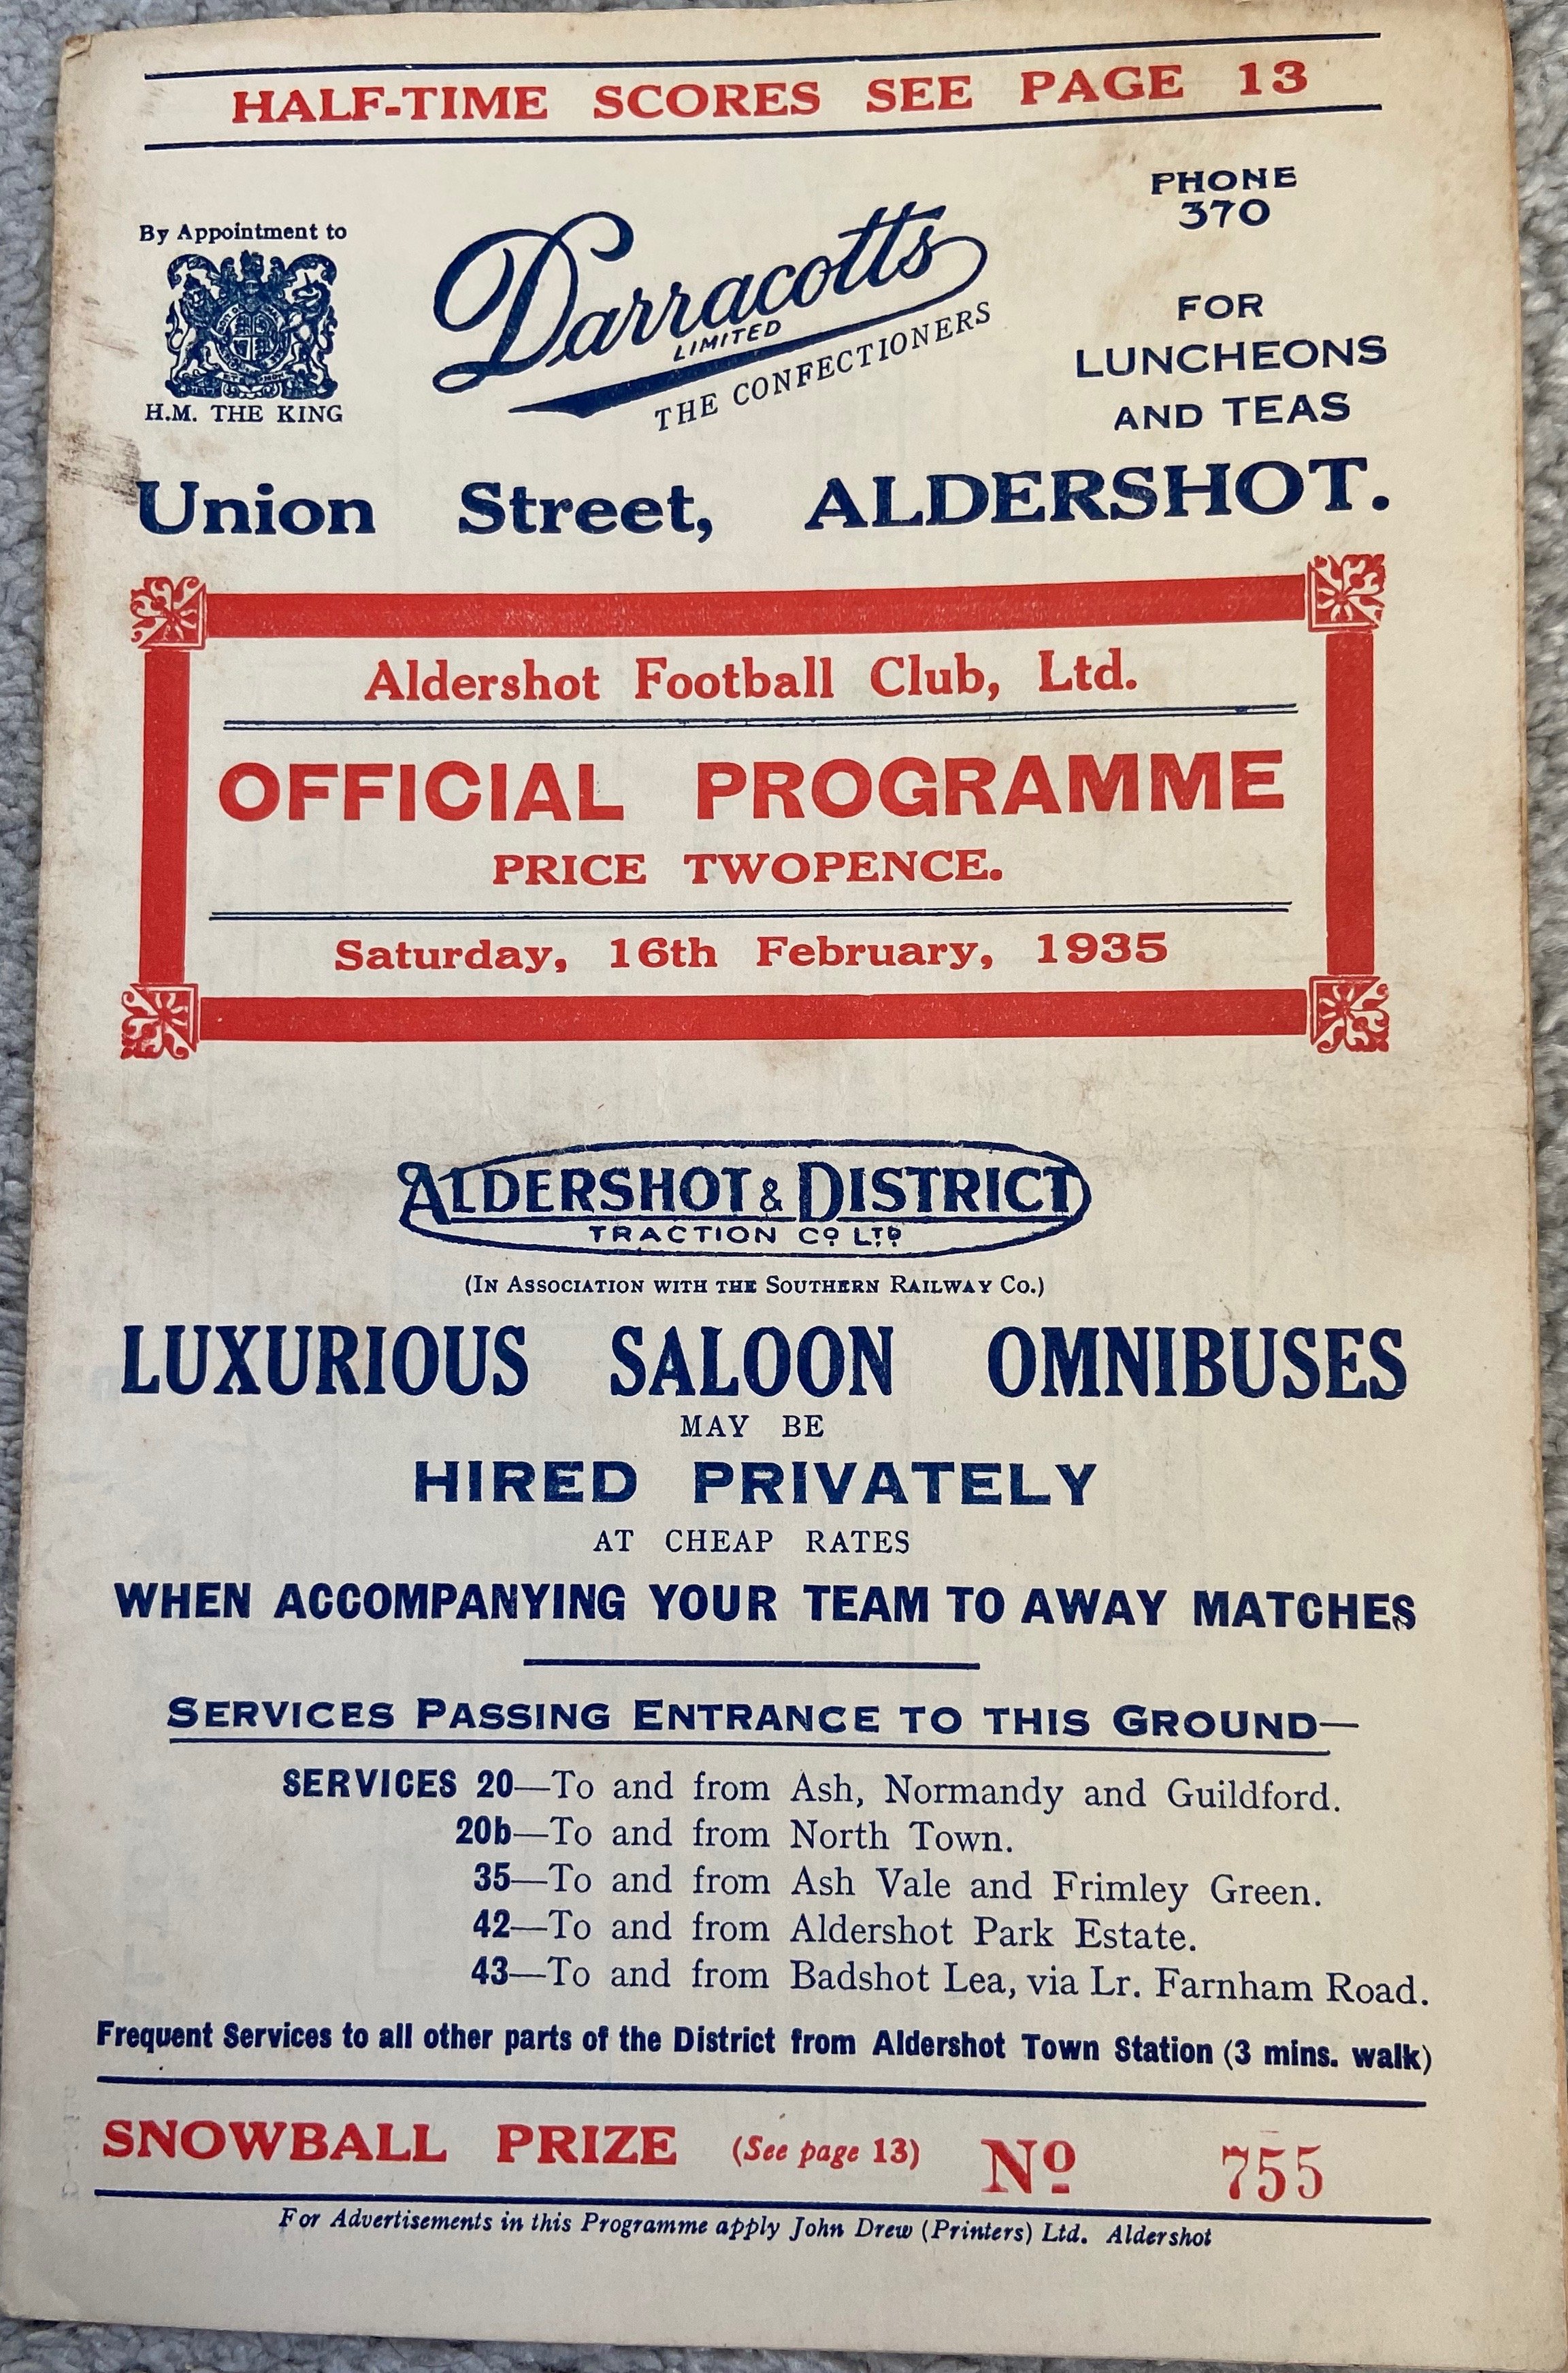 HALF-TIME SCORES SEE PAGE 13
By Appointment to
H.M. THE KING
Darracotts
LIMITED
THE CONFECTIONERS
PHONE
370
FOR
LUNCHEONS
AND TEAS
Union Street, ALDERSHOT.
Aldershot Football Club, Ltd.
OFFICIAL PROGRAMME
PRICE TWOPENCE.
Saturday, 16th February, 1935
ALDERSHOT & DISTRICT
TRACTION CO LTD
(IN ASSOCIATION WITH THE SOUTHERN RAILWAY CO.)
LUXURIOUS SALOON OMNIBUSES
MAY BE
HIRED PRIVATELY
AT CHEAP RATES
WHEN ACCOMPANYING YOUR TEAM TO AWAY MATCHES
SERVICES PASSING ENTRANCE TO THIS GROUND—
SERVICES 20—To and from Ash, Normandy and Guildford.
20b—To and from North Town.
35—To and from Ash Vale and Frimley Green.
42—To and from Aldershot Park Estate.
43—To and from Badshot Lea, via Lr. Farnham Road.
Frequent Services to all other parts of the District from Aldershot Town Station (3 mins. walk)
SNOWBALL PRIZE (See page 13) Nº 755
For Advertisements in this Programme apply John Drew (Printers) Ltd. Aldershot